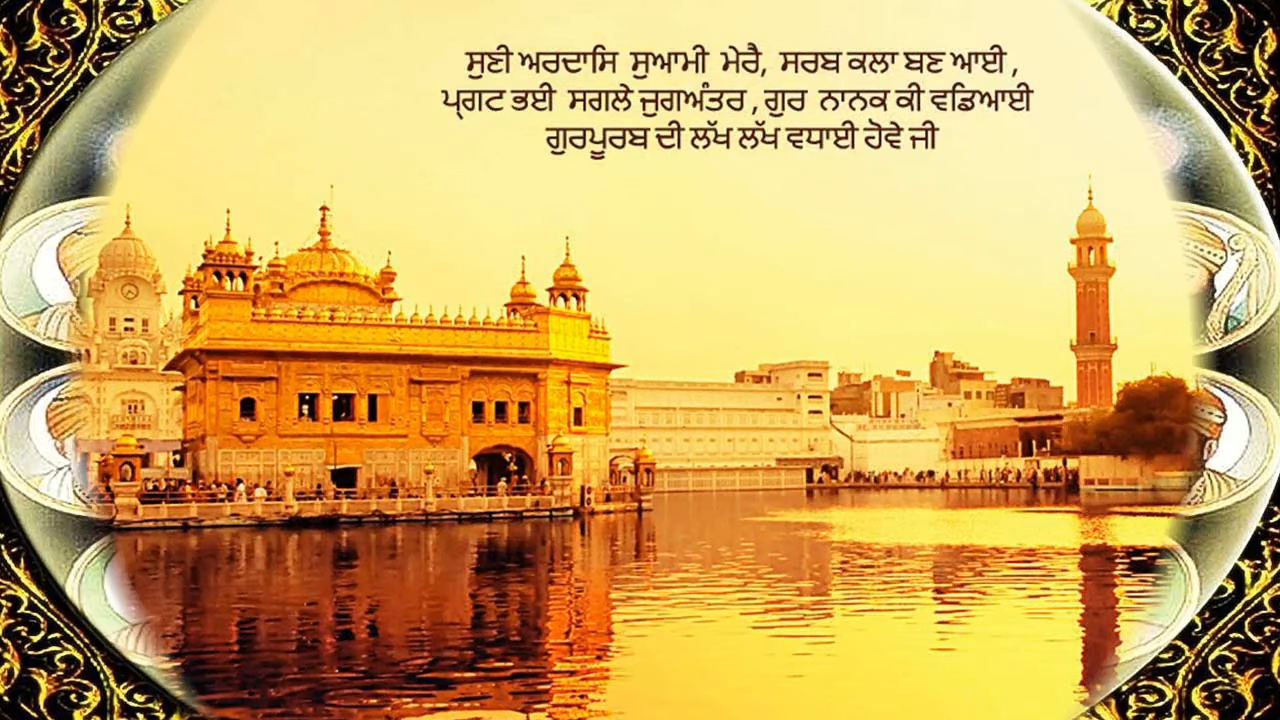 ਸੁਣੀ ਅਰਦਾਸਿ ਸੁਆਮੀ ਮੇਰੈ, ਸਰਬ ਕਲਾ ਬਣ ਆਈ ,
ਪ੍ਰਗਟ ਭਈ ਸਗਲੇ ਜੁਗਅੰਤਰ , ਗੁਰ ਨਾਨਕ ਕੀ ਵਡਿਆਈ
ਗੁਰਪੂਰਬ ਦੀ ਲੱਖ ਲੱਖ ਵਧਾਈ ਹੋਵੇ ਜੀ